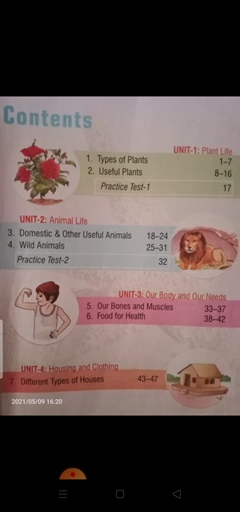 Contents
UNIT-1: Plant Life
1. Types of Plants 1–7
2. Useful Plants 8–16
Practice Test-1 17
UNIT-2: Animal Life
3. Domestic & Other Useful Animals 18–24
4. Wild Animals 25–31
Practice Test-2 32
UNIT-3: Our Body and Our Needs
5. Our Bones and Muscles 33–37
6. Food for Health 38–42
UNIT-4: Housing and Clothing
7. Different Types of Houses 43–47
2021/05/09 16:20